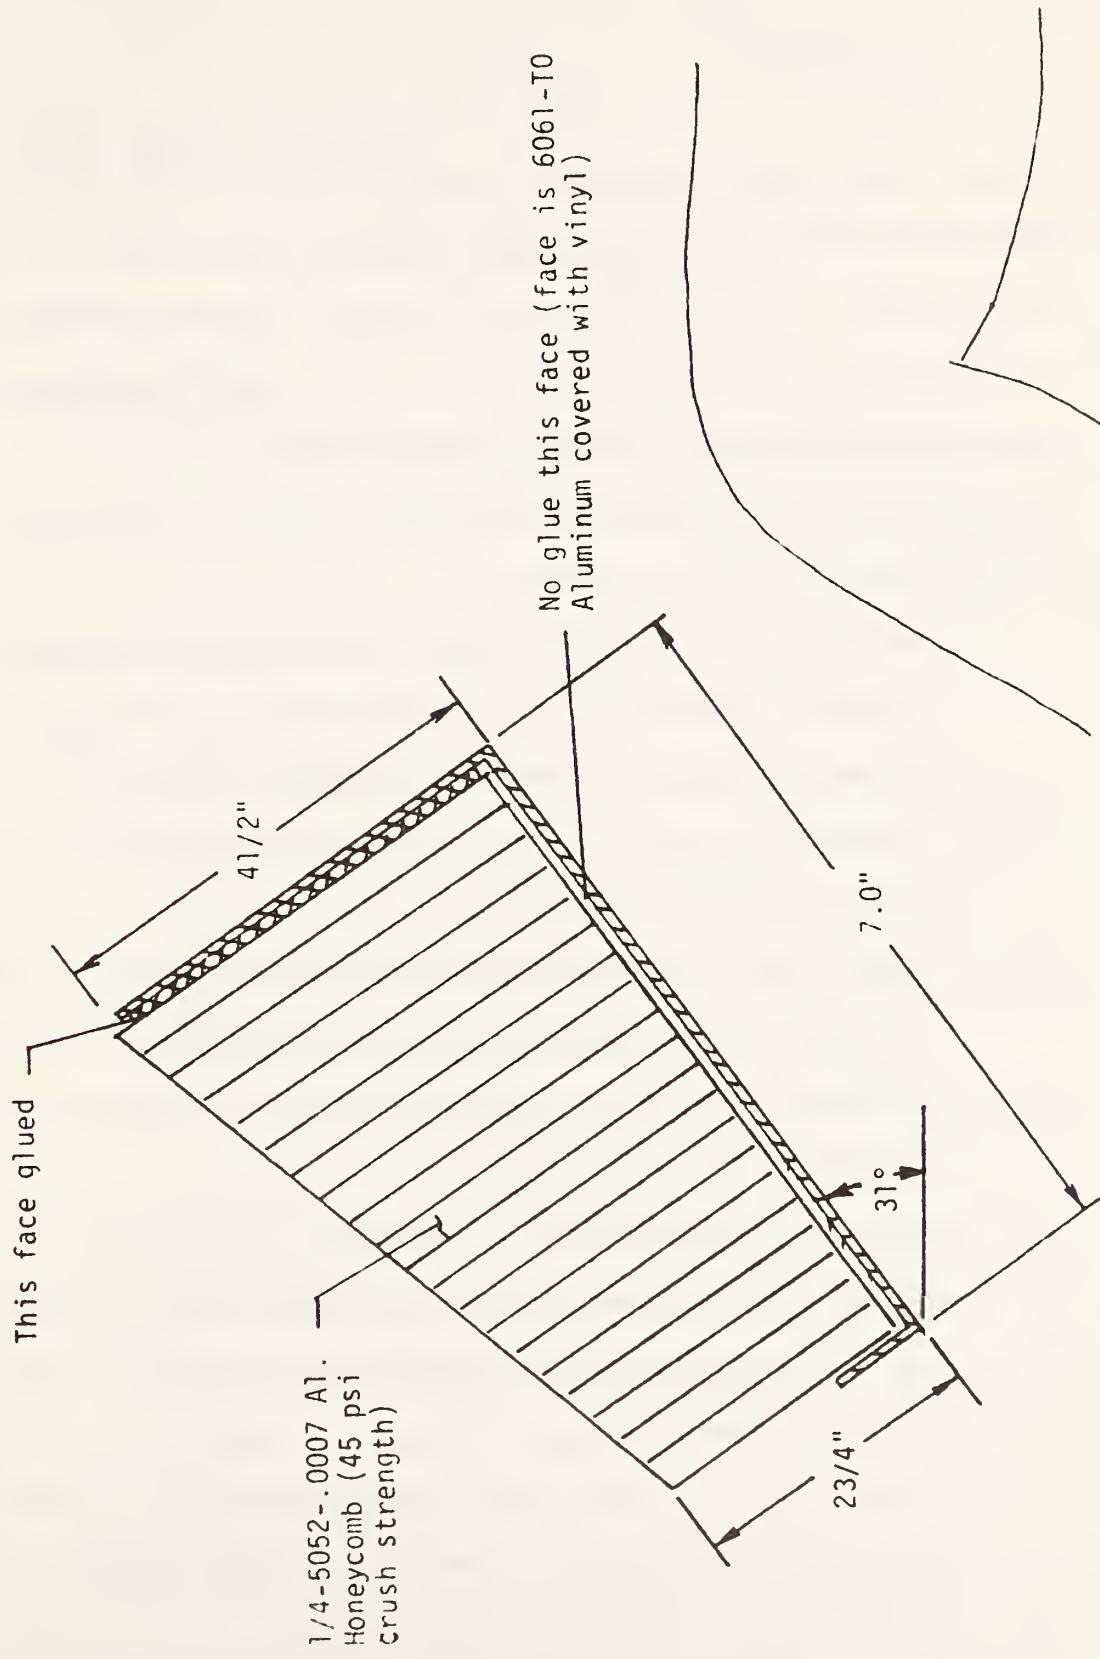 This face glued
1/4-5052-.0007 Al.
Honeycomb (45 psi
crush strength)
41/2"
No glue this face (face is 6061-T0
Aluminum covered with vinyl)
7.0"
31°
23/4"